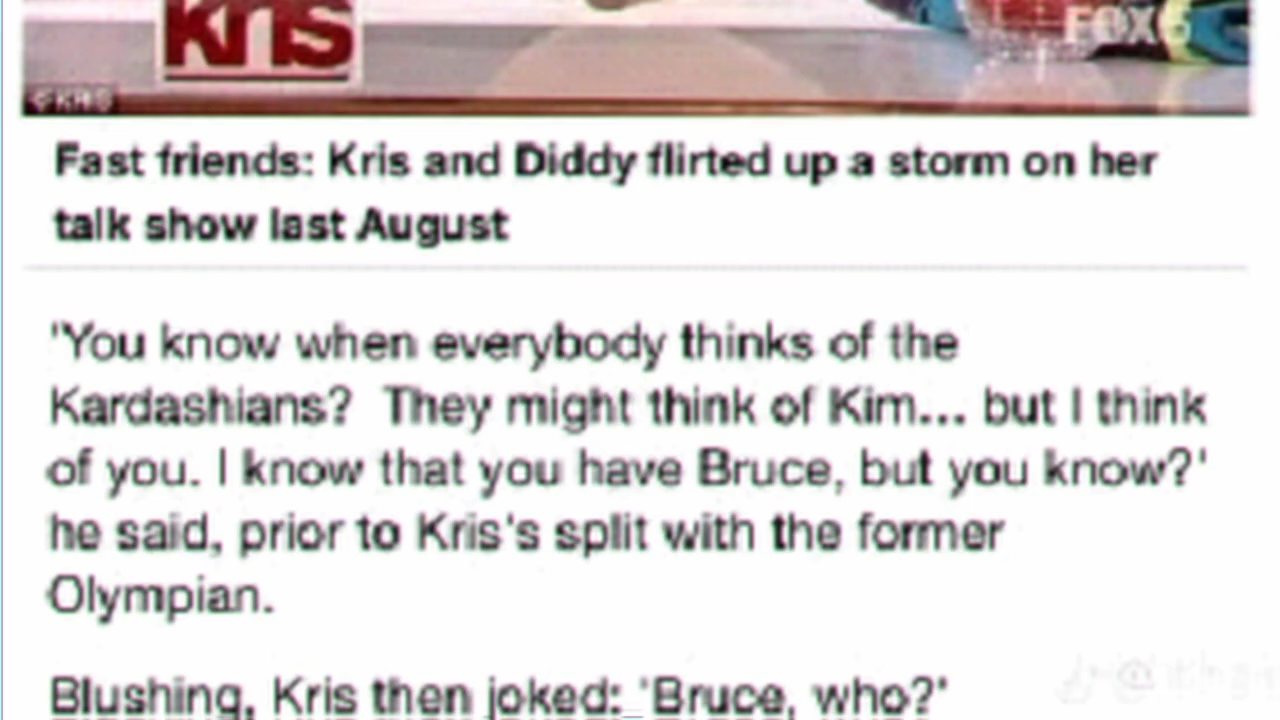 KRIS
FOX5
© KRIS
Fast friends: Kris and Diddy flirted up a storm on her
talk show last August
'You know when everybody thinks of the
Kardashians?  They might think of Kim... but I think
of you. I know that you have Bruce, but you know?'
he said, prior to Kris's split with the former
Olympian.
Blushing, Kris then joked: 'Bruce, who?'